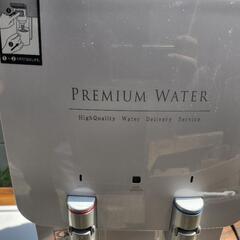 PREMIUM WATER
HighQuality Water Delivery Service